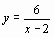 y = 6/(x − 2)